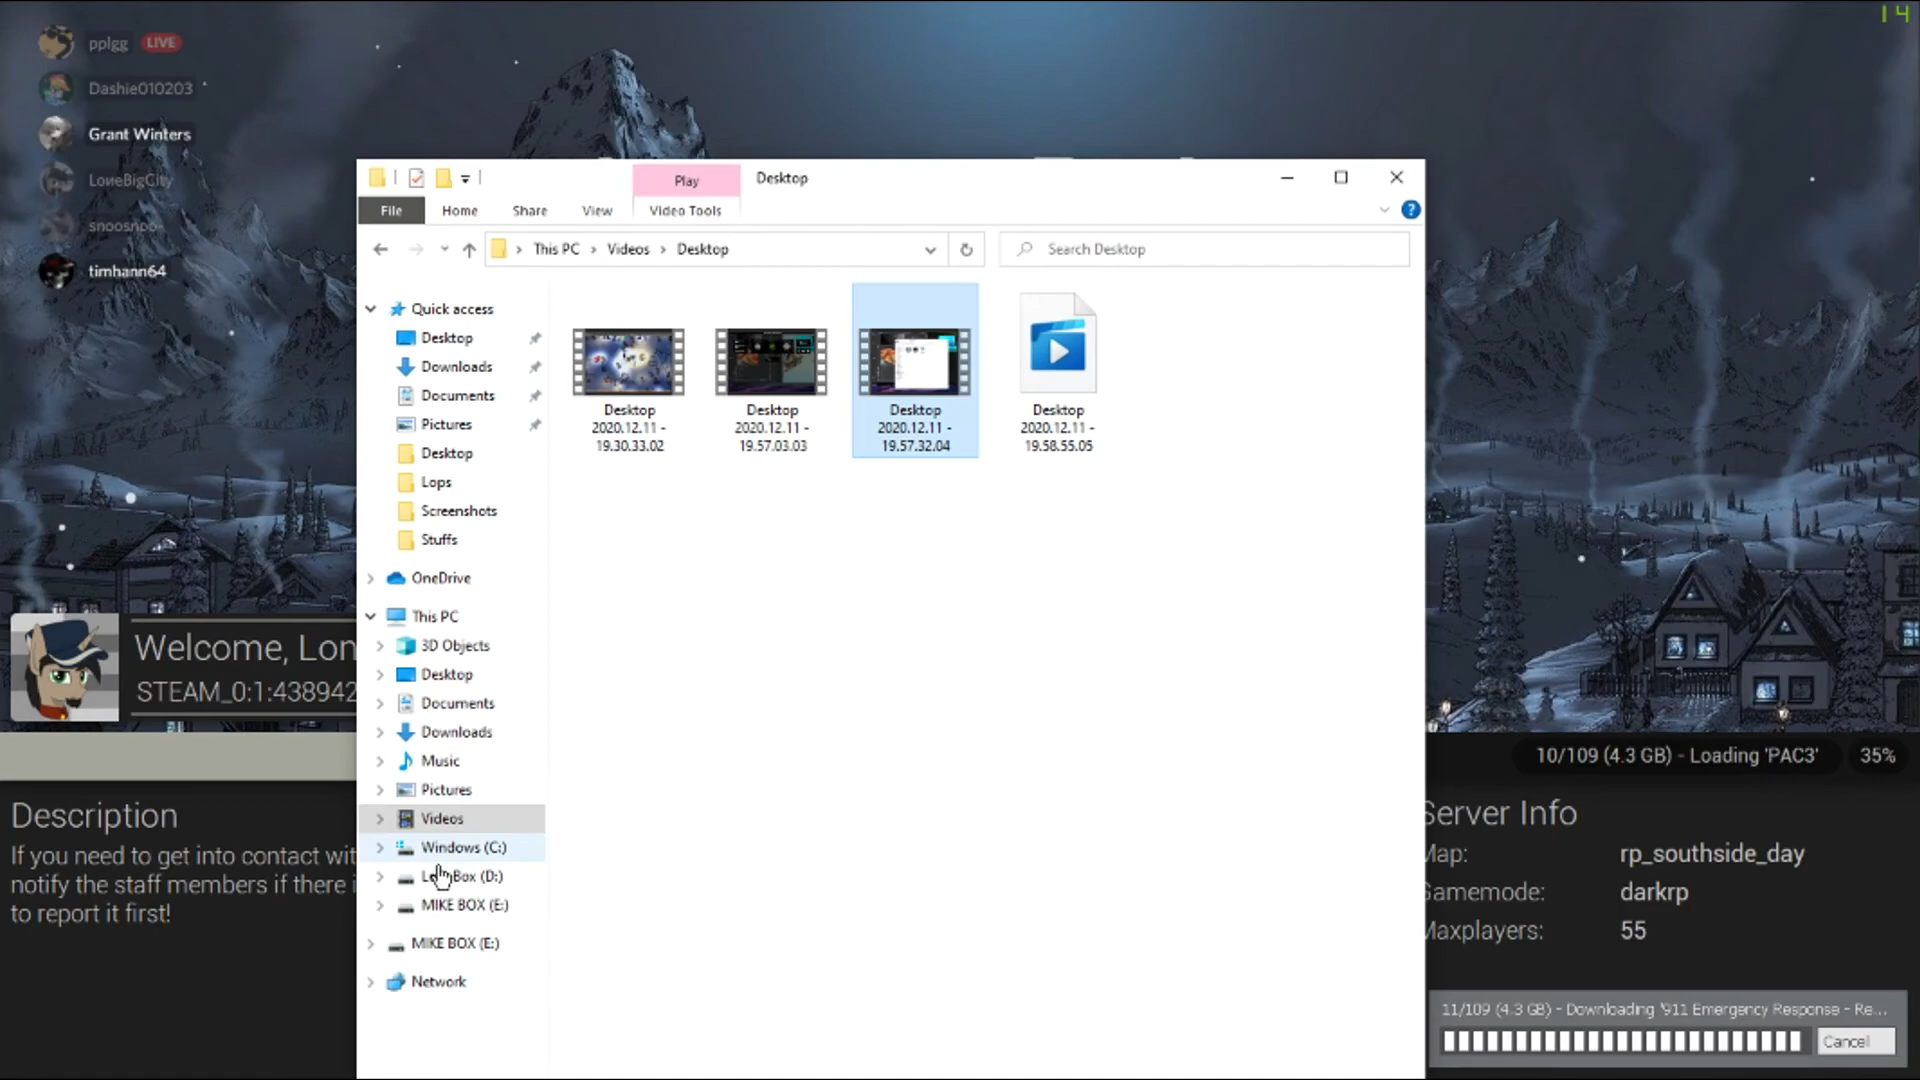 14
pplgg LIVE
Dashie010203
Grant Winters
LoneBigCity
snoosnoo-
timhann64
Play
Desktop
File
Home
Share
View
Video Tools
This PC > Videos > Desktop
Search Desktop
Quick access
Desktop
Downloads
Documents
Pictures
Desktop
Lops
Screenshots
Stuffs
OneDrive
This PC
3D Objects
Desktop
Documents
Downloads
Music
Pictures
Videos
Windows (C:)
Box (D:)
MIKE BOX (E:)
MIKE BOX (E:)
Network
Desktop
2020.12.11 -
19.30.33.02
Desktop
2020.12.11 -
19.57.03.03
Desktop
2020.12.11 -
19.57.32.04
Desktop
2020.12.11 -
19.58.55.05
Welcome, Lon
STEAM_0:1:438942
Description
If you need to get into contact wit
notify the staff members if there i
to report it first!
10/109 (4.3 GB) - Loading 'PAC3'
35%
Server Info
Map: rp_southside_day
Gamemode: darkrp
Maxplayers: 55
11/109 (4.3 GB) - Downloading '911 Emergency Response - Re...
Cancel